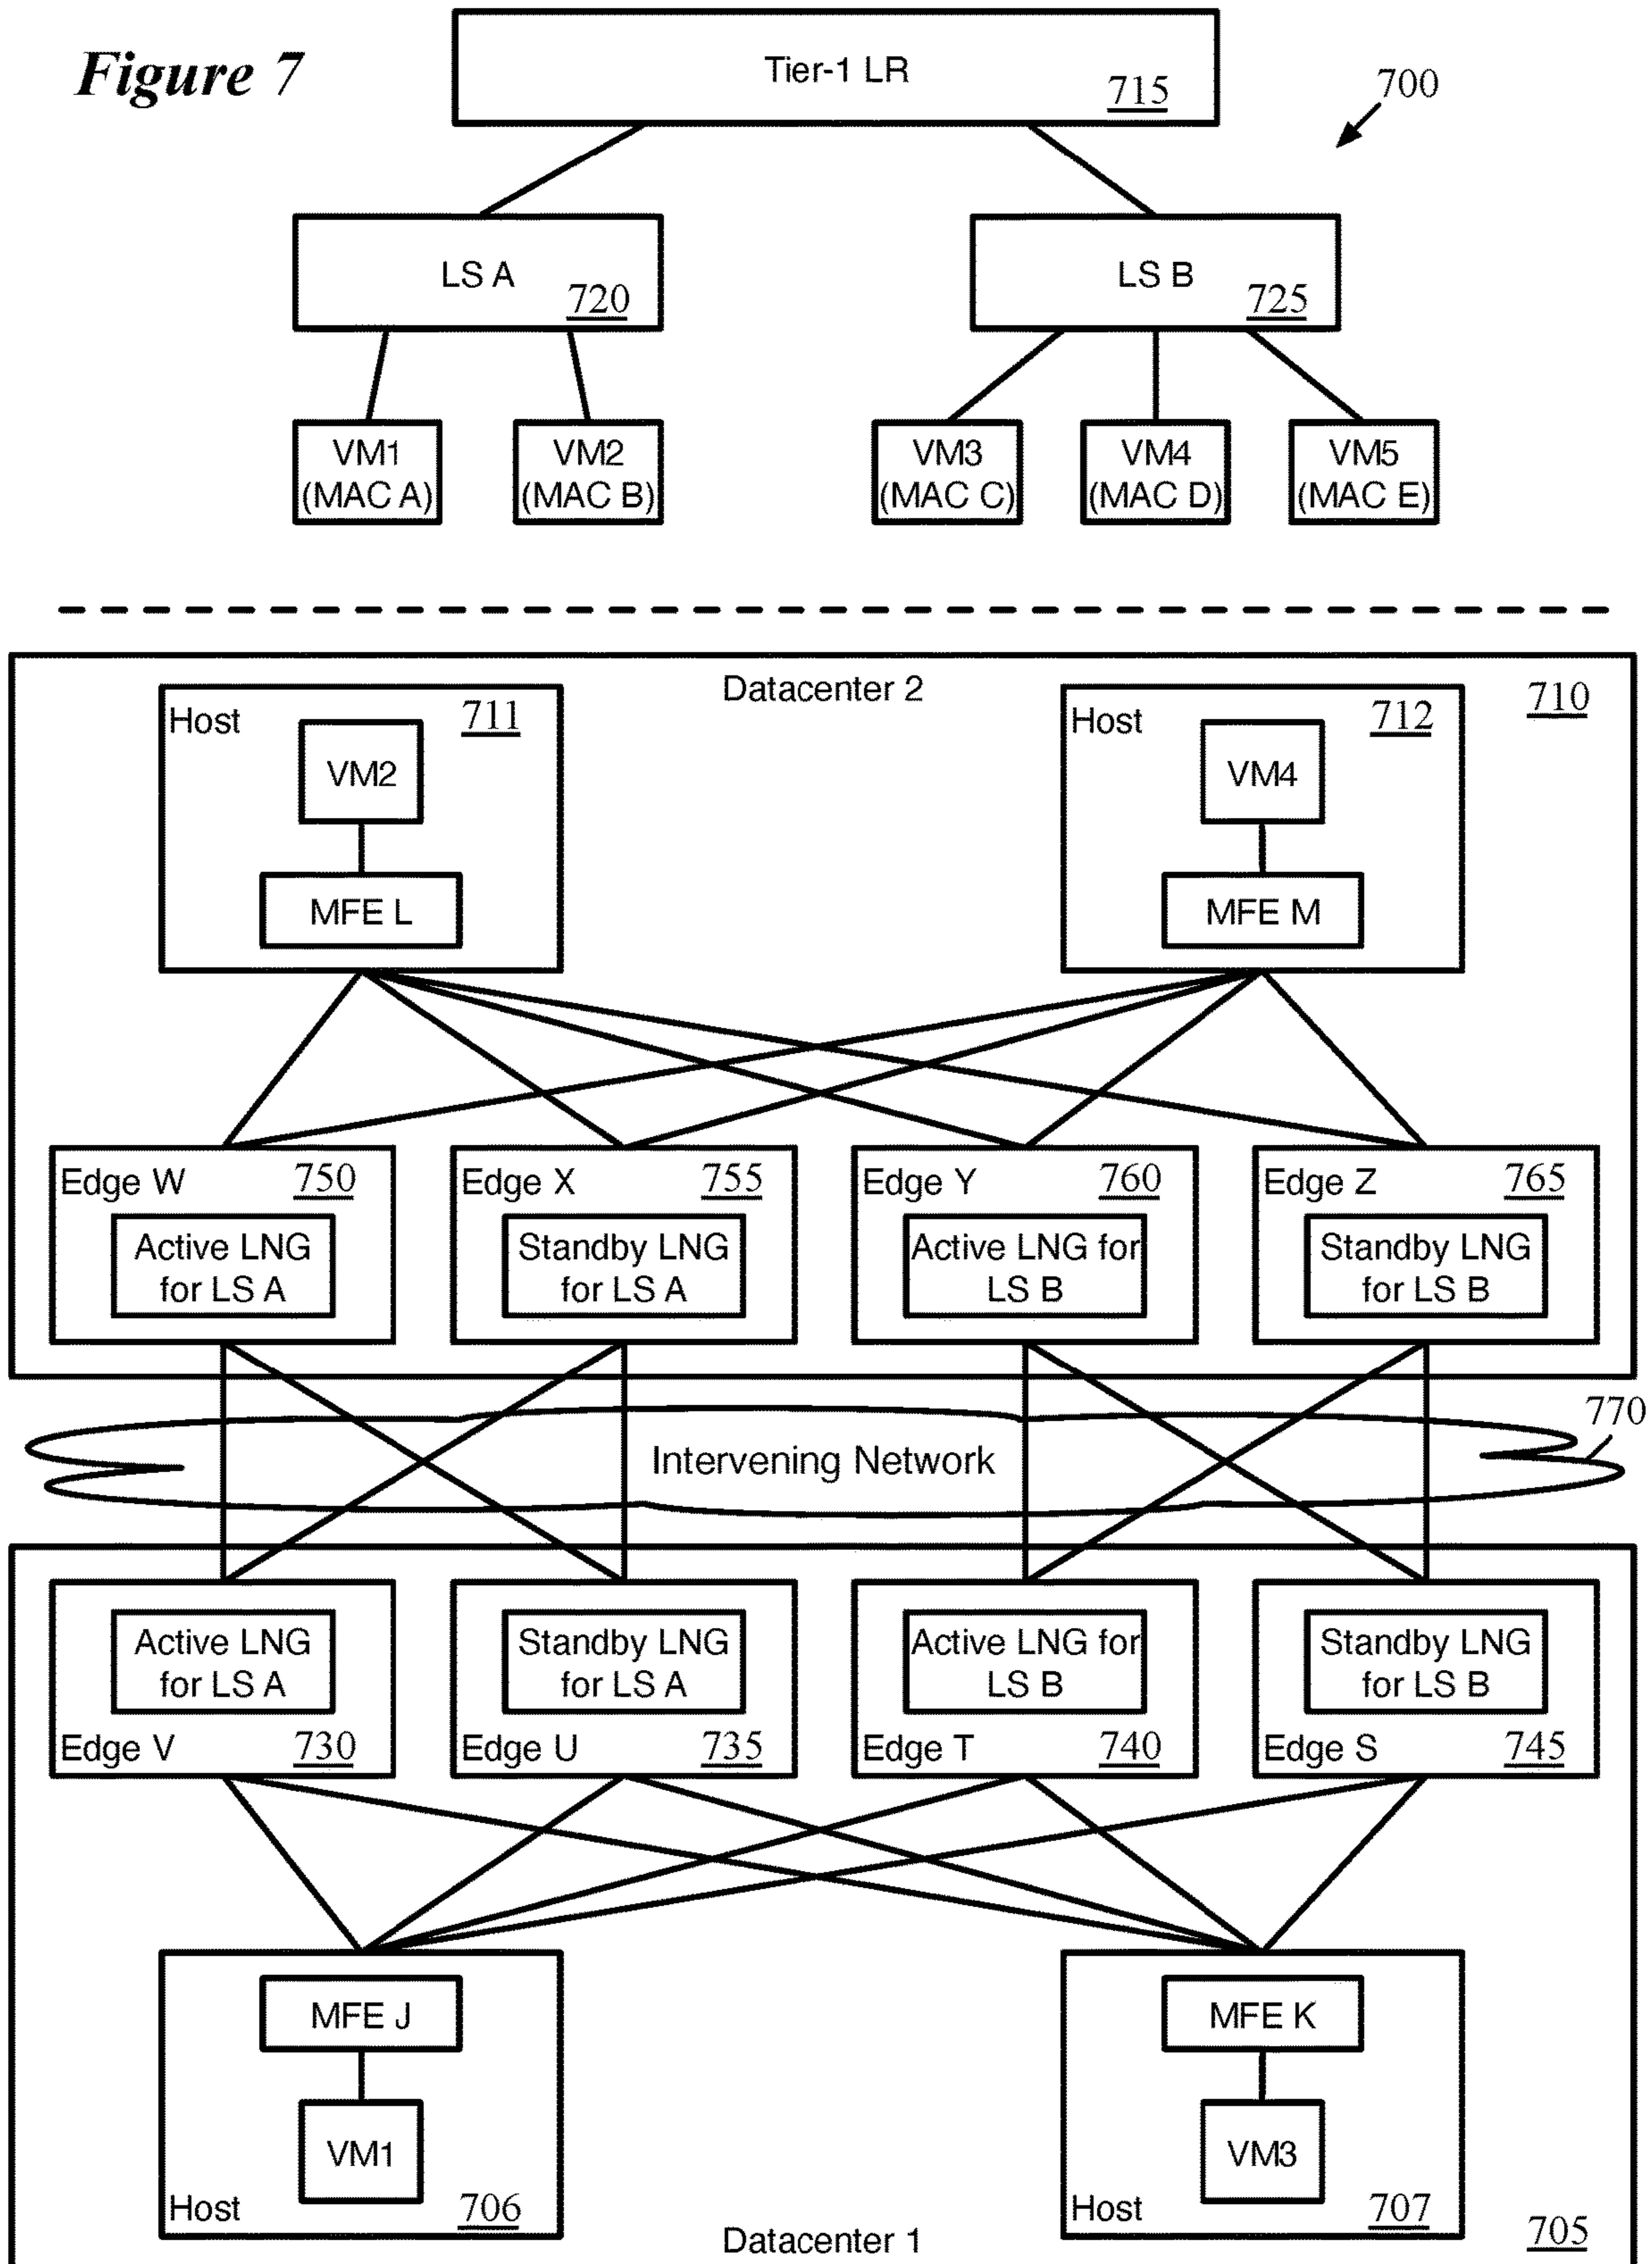 Figure 7
Tier-1 LR
715
700
LS A
720
LS B
725
VM1
(MAC A)
VM2
(MAC B)
VM3
(MAC C)
VM4
(MAC D)
VM5
(MAC E)
Datacenter 2
710
Host
711
VM2
MFE L
Host
712
VM4
MFE M
Edge W
750
Active LNG
for LS A
Edge X
755
Standby LNG
for LS A
Edge Y
760
Active LNG for
LS B
Edge Z
765
Standby LNG
for LS B
770
Intervening Network
Active LNG
for LS A
Edge V
730
Standby LNG
for LS A
Edge U
735
Active LNG for
LS B
Edge T
740
Standby LNG
for LS B
Edge S
745
MFE J
VM1
Host
706
MFE K
VM3
Host
707
Datacenter 1
705